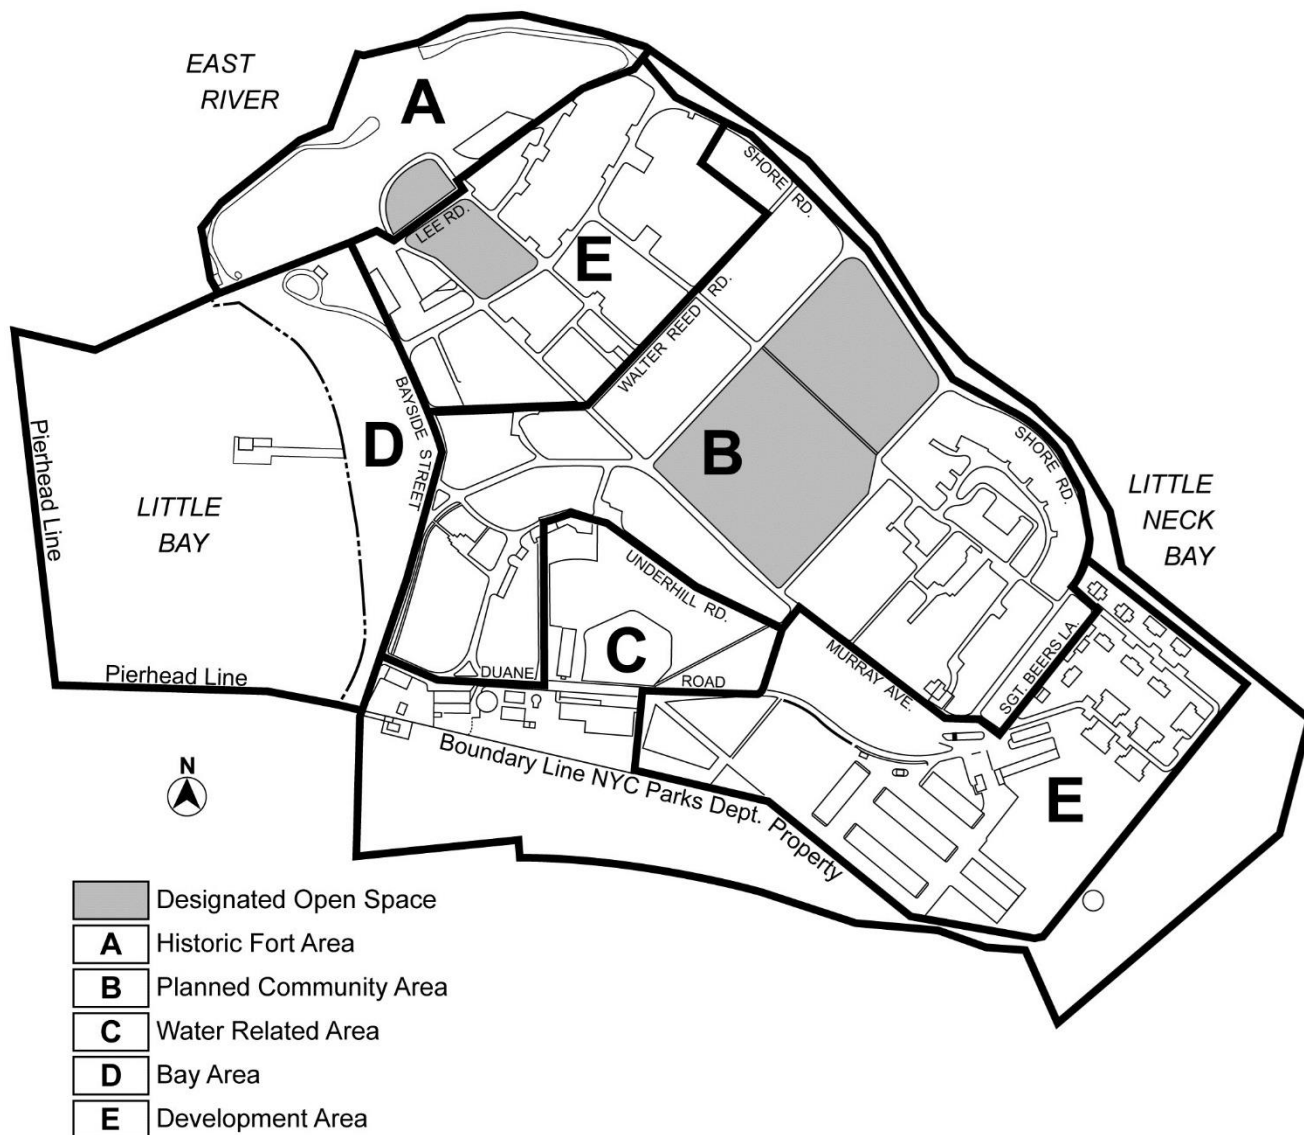 EAST
RIVER
A
SHORE RD.
LEE RD.
E
WALTER REED RD.
BAYSIDE STREET
D
B
Pierhead Line
LITTLE
BAY
SHORE RD.
LITTLE
NECK
BAY
UNDERHILL RD.
C
Pierhead Line
DUANE ROAD
MURRAY AVE.
SGT. BEERS LA.
Boundary Line NYC Parks Dept. Property
E
N
Designated Open Space
A Historic Fort Area
B Planned Community Area
C Water Related Area
D Bay Area
E Development Area